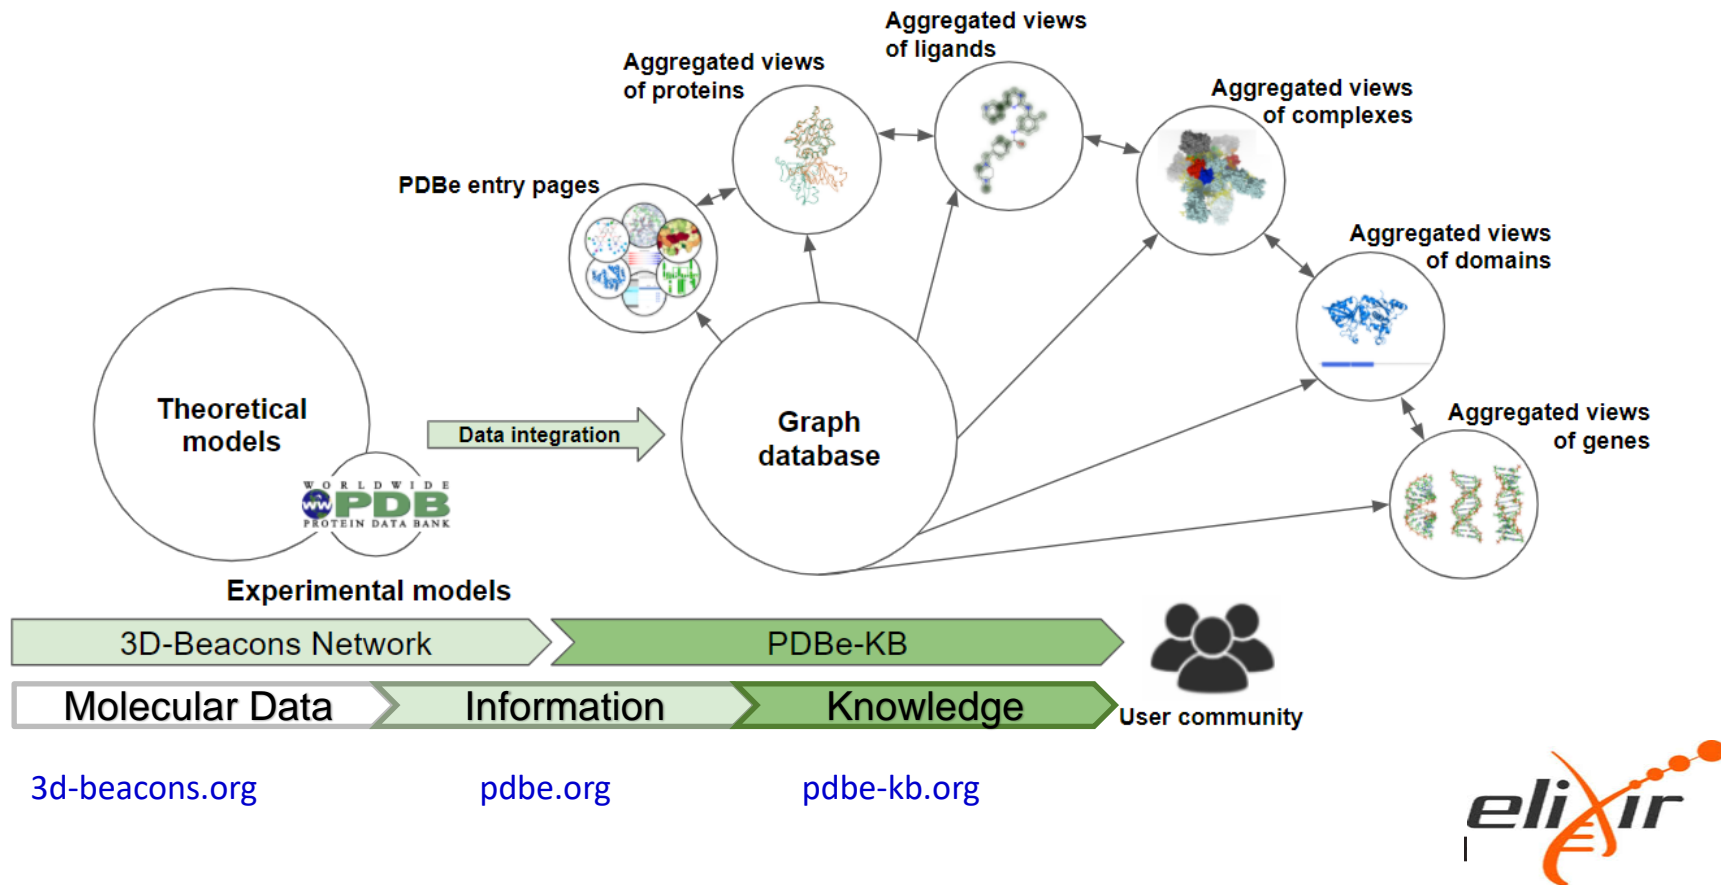 Aggregated views
of ligands
Aggregated views
of proteins
Aggregated views
of complexes
PDBe entry pages
Aggregated views
of domains
Theoretical
models
Data integration
Graph
database
Aggregated views
of genes
WORLDWIDE
ww
PDB
PROTEIN DATA BANK
Experimental models
3D-Beacons Network
PDBe-KB
Molecular Data
Information
Knowledge
User community
3d-beacons.org
pdbe.org
pdbe-kb.org
elixir